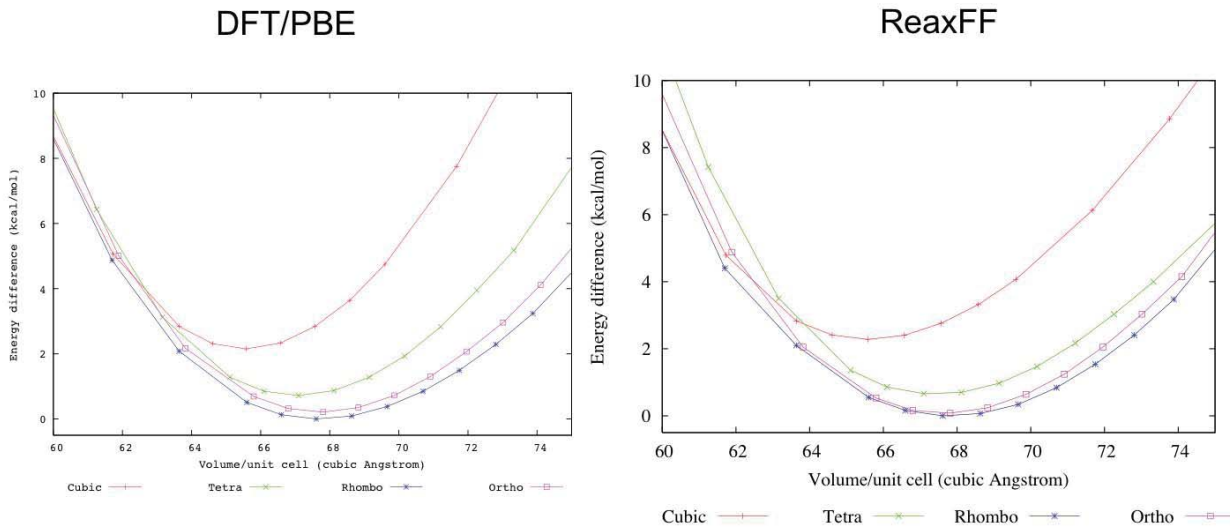 DFT/PBE
10
8
6
4
2
0
Energy difference (kcal/mol)
60 62 64 66 68 70 72 74
Volume/unit cell (cubic Angstrom)
Cubic Tetra Rhombo Ortho
ReaxFF
10
8
6
4
2
0
Energy difference (kcal/mol)
60 62 64 66 68 70 72 74
Volume/unit cell (cubic Angstrom)
Cubic Tetra Rhombo Ortho